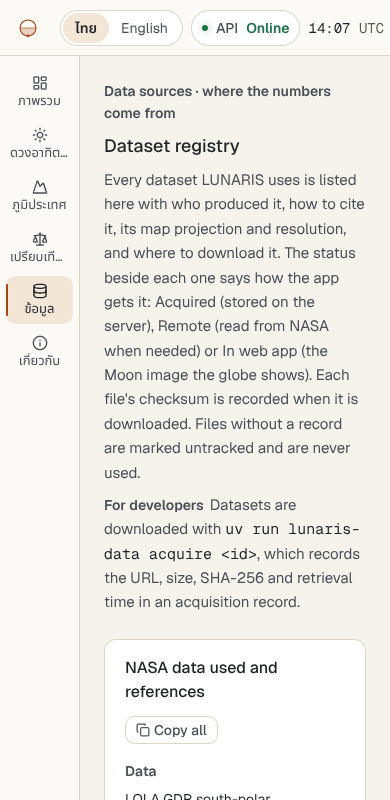 ไทย English API Online 14:07 UTC
ภาพรวม
ดวงอาทิต...
ภูมิประเทศ
เปรียบเที...
ข้อมูล
เกี่ยวกับ
Data sources · where the numbers
come from
Dataset registry
Every dataset LUNARIS uses is listed
here with who produced it, how to cite
it, its map projection and resolution,
and where to download it. The status
beside each one says how the app
gets it: Acquired (stored on the
server), Remote (read from NASA
when needed) or In web app (the
Moon image the globe shows). Each
file's checksum is recorded when it is
downloaded. Files without a record
are marked untracked and are never
used.
For developers Datasets are
downloaded with uv run lunaris-
data acquire <id>, which records
the URL, size, SHA-256 and retrieval
time in an acquisition record.
NASA data used and
references
Copy all
Data
LOLA GDR south-polar